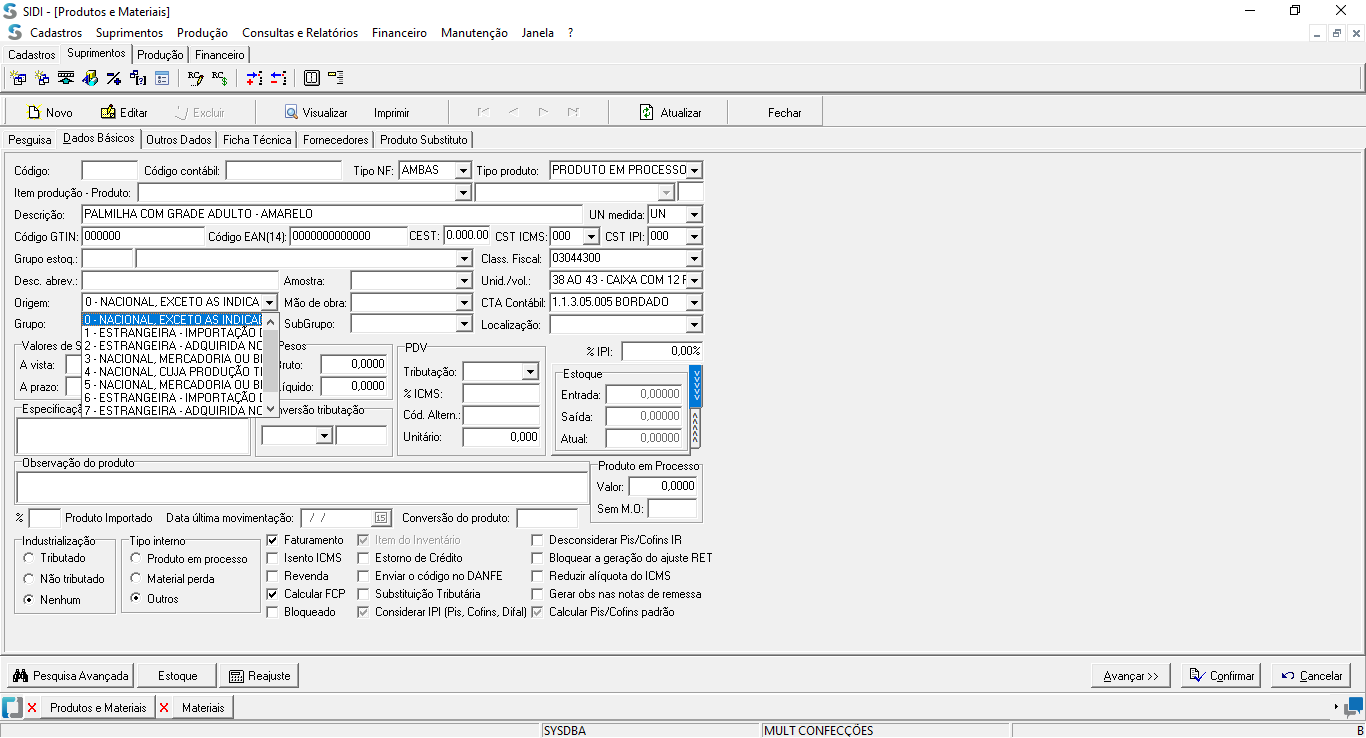 SIDI - [Produtos e Materiais]
Cadastros Suprimentos Produção Consultas e Relatórios Financeiro Manutenção Janela ?
Cadastros Suprimentos Produção Financeiro
Novo Editar Excluir Visualizar Imprimir Atualizar Fechar
Pesquisa Dados Básicos Outros Dados Ficha Técnica Fornecedores Produto Substituto
Código: Código contábil: Tipo NF: AMBAS Tipo produto: PRODUTO EM PROCESSO
Item produção - Produto:
Descrição: PALMILHA COM GRADE ADULTO - AMARELO UN medida: UN
Código GTIN: 000000 Código EAN(14): 0000000000000 CEST: 0.000.00 CST ICMS: 000 CST IPI: 000
Grupo estoq.: Class. Fiscal: 03044300
Desc. abrev.: Amostra: Unid./vol.: 38 AO 43 - CAIXA COM 12 F
Origem: 0 - NACIONAL, EXCETO AS INDICA Mão de obra: CTA Contábil: 1.1.3.05.005 BORDADO
Grupo: 0 - NACIONAL, EXCETO AS INDICAD SubGrupo: Localização:
1 - ESTRANGEIRA - IMPORTAÇÃO D
2 - ESTRANGEIRA - ADQUIRIDA NO
3 - NACIONAL, MERCADORIA OU BE
4 - NACIONAL, CUJA PRODUÇÃO TI
5 - NACIONAL, MERCADORIA OU BE
6 - ESTRANGEIRA - IMPORTAÇÃO D
7 - ESTRANGEIRA - ADQUIRIDA NO
Valores de S Pesos PDV % IPI: 0,00%
A vista: Bruto: 0,0000 Tributação: Estoque
A prazo: Líquido: 0,0000 % ICMS: Entrada: 0,00000
Especificaçã nversão tributação Cód. Altern.: Saída: 0,00000
Unitário: 0,000 Atual: 0,00000
Observação do produto Produto em Processo
Valor: 0,0000
Sem M.O:
% Produto Importado Data última movimentação: / / 15 Conversão do produto:
Industrialização Tipo interno Faturamento Item do Inventário Desconsiderar Pis/Cofins IR
Tributado Produto em processo Isento ICMS Estorno de Crédito Bloquear a geração do ajuste RET
Não tributado Material perda Revenda Enviar o código no DANFE Reduzir alíquota do ICMS
Nenhum Outros Calcular FCP Substituição Tributária Gerar obs nas notas de remessa
Bloqueado Considerar IPI (Pis, Cofins, Difal) Calcular Pis/Cofins padrão
Pesquisa Avançada Estoque Reajuste Avançar >> Confirmar Cancelar
Produtos e Materiais Materiais
SYSDBA MULT CONFECÇÕES B